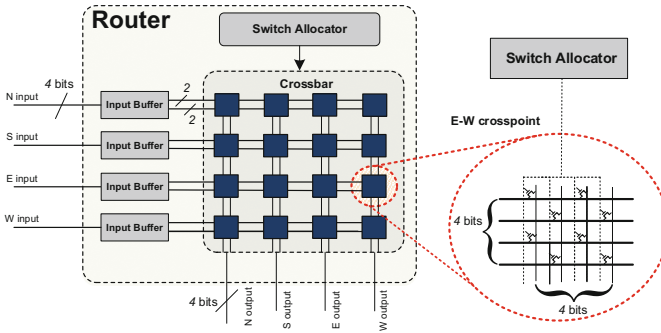 Router
Switch Allocator
Crossbar
4 bits
N input
Input Buffer
2
2
S input
Input Buffer
E input
Input Buffer
W input
Input Buffer
4 bits
N output
S output
E output
W output
Switch Allocator
E-W crosspoint
4 bits
4 bits